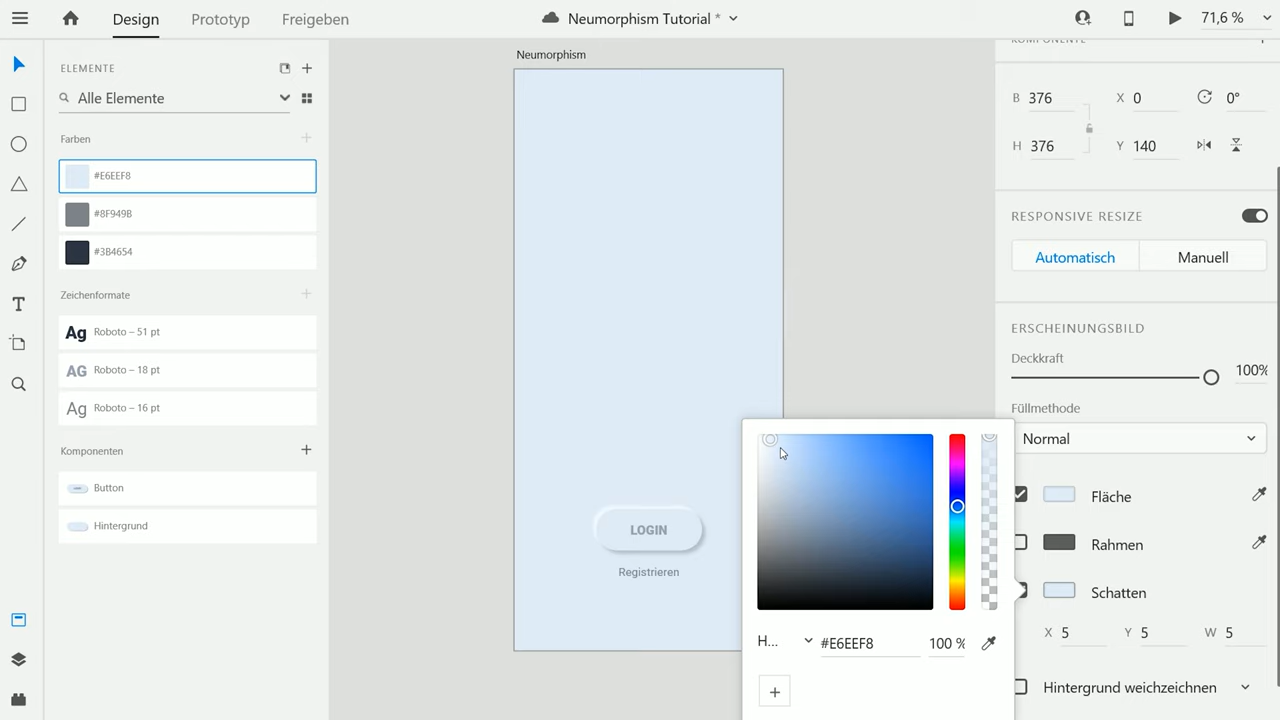 Design
Prototyp
Freigeben
Neumorphism Tutorial *
71,6 %
ELEMENTE
Alle Elemente
Farben
#E6EEF8
#8F949B
#3B4654
Zeichenformate
Ag Roboto – 51 pt
AG Roboto – 18 pt
Ag Roboto – 16 pt
Komponenten
Button
Hintergrund
Neumorphism
LOGIN
Registrieren
KOMPONENTE
B 376 X 0 0°
H 376 Y 140
RESPONSIVE RESIZE
Automatisch Manuell
ERSCHEINUNGSBILD
Deckkraft
100%
Füllmethode
Normal
Fläche
Rahmen
Schatten
X 5 Y 5 W 5
Hintergrund weichzeichnen
H... #E6EEF8 100 %